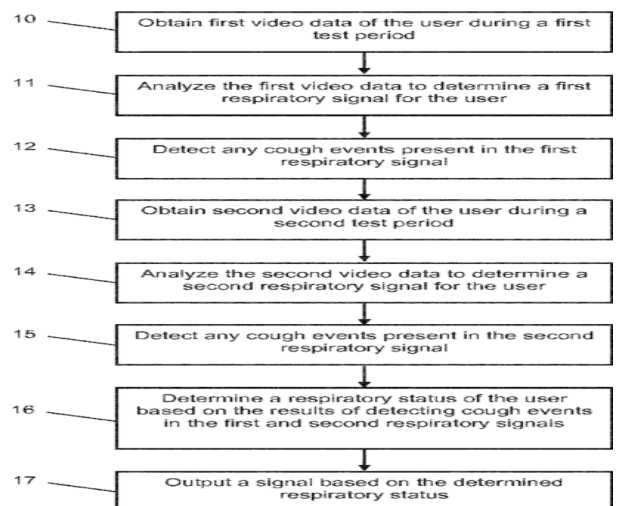 10
Obtain first video data of the user during a first
test period
11
Analyze the first video data to determine a first
respiratory signal for the user
12
Detect any cough events present in the first
respiratory signal
13
Obtain second video data of the user during a
second test period
14
Analyze the second video data to determine a
second respiratory signal for the user
15
Detect any cough events present in the second
respiratory signal
16
Determine a respiratory status of the user
based on the results of detecting cough events
in the first and second respiratory signals
17
Output a signal based on the determined
respiratory status